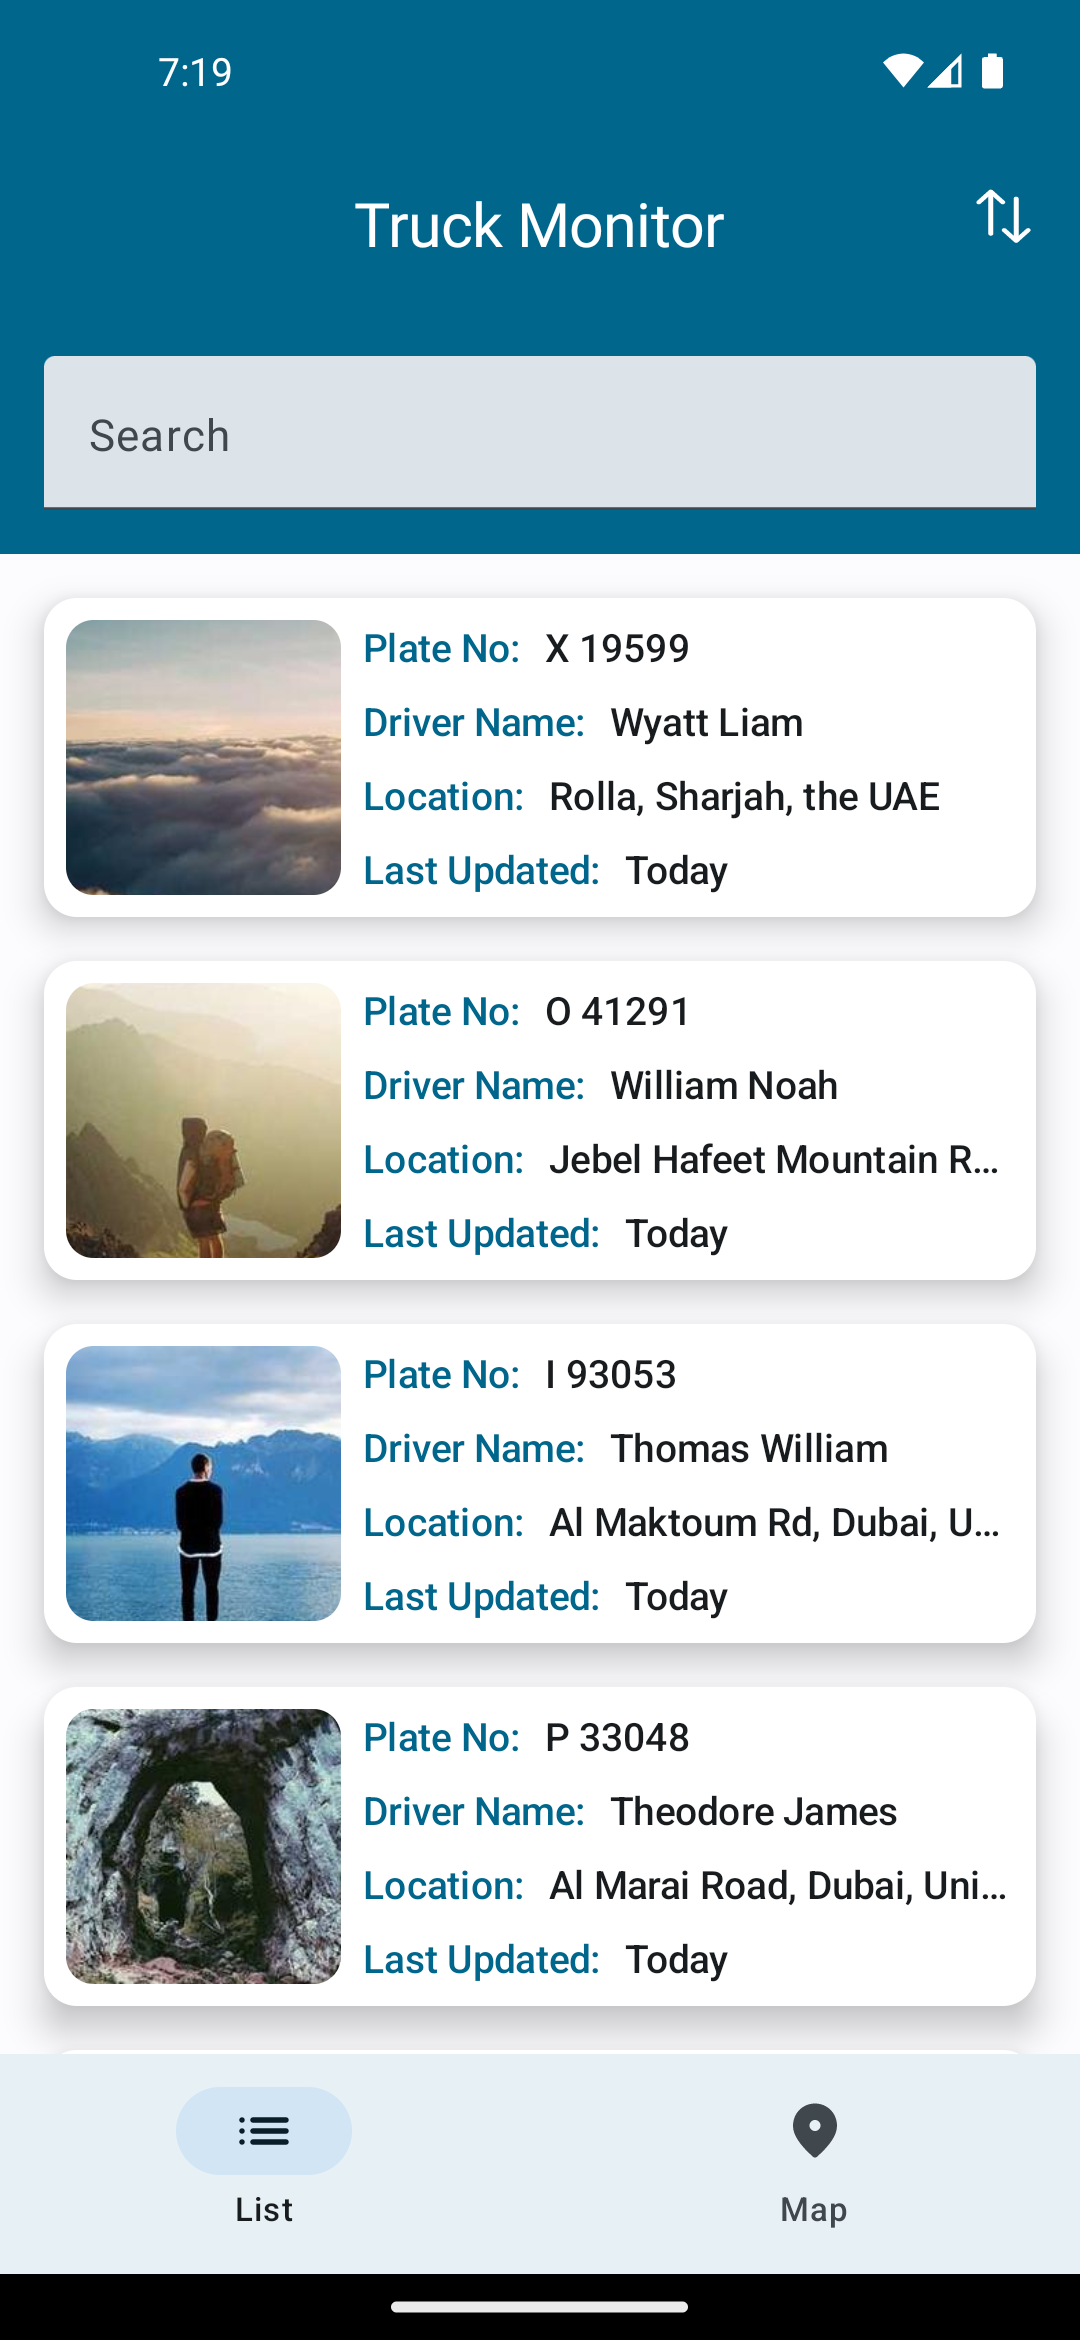 7:19
Truck Monitor
Search
Plate No: X 19599
Driver Name: Wyatt Liam
Location: Rolla, Sharjah, the UAE
Last Updated: Today
Plate No: O 41291
Driver Name: William Noah
Location: Jebel Hafeet Mountain R...
Last Updated: Today
Plate No: I 93053
Driver Name: Thomas William
Location: Al Maktoum Rd, Dubai, U...
Last Updated: Today
Plate No: P 33048
Driver Name: Theodore James
Location: Al Marai Road, Dubai, Uni...
Last Updated: Today
List
Map